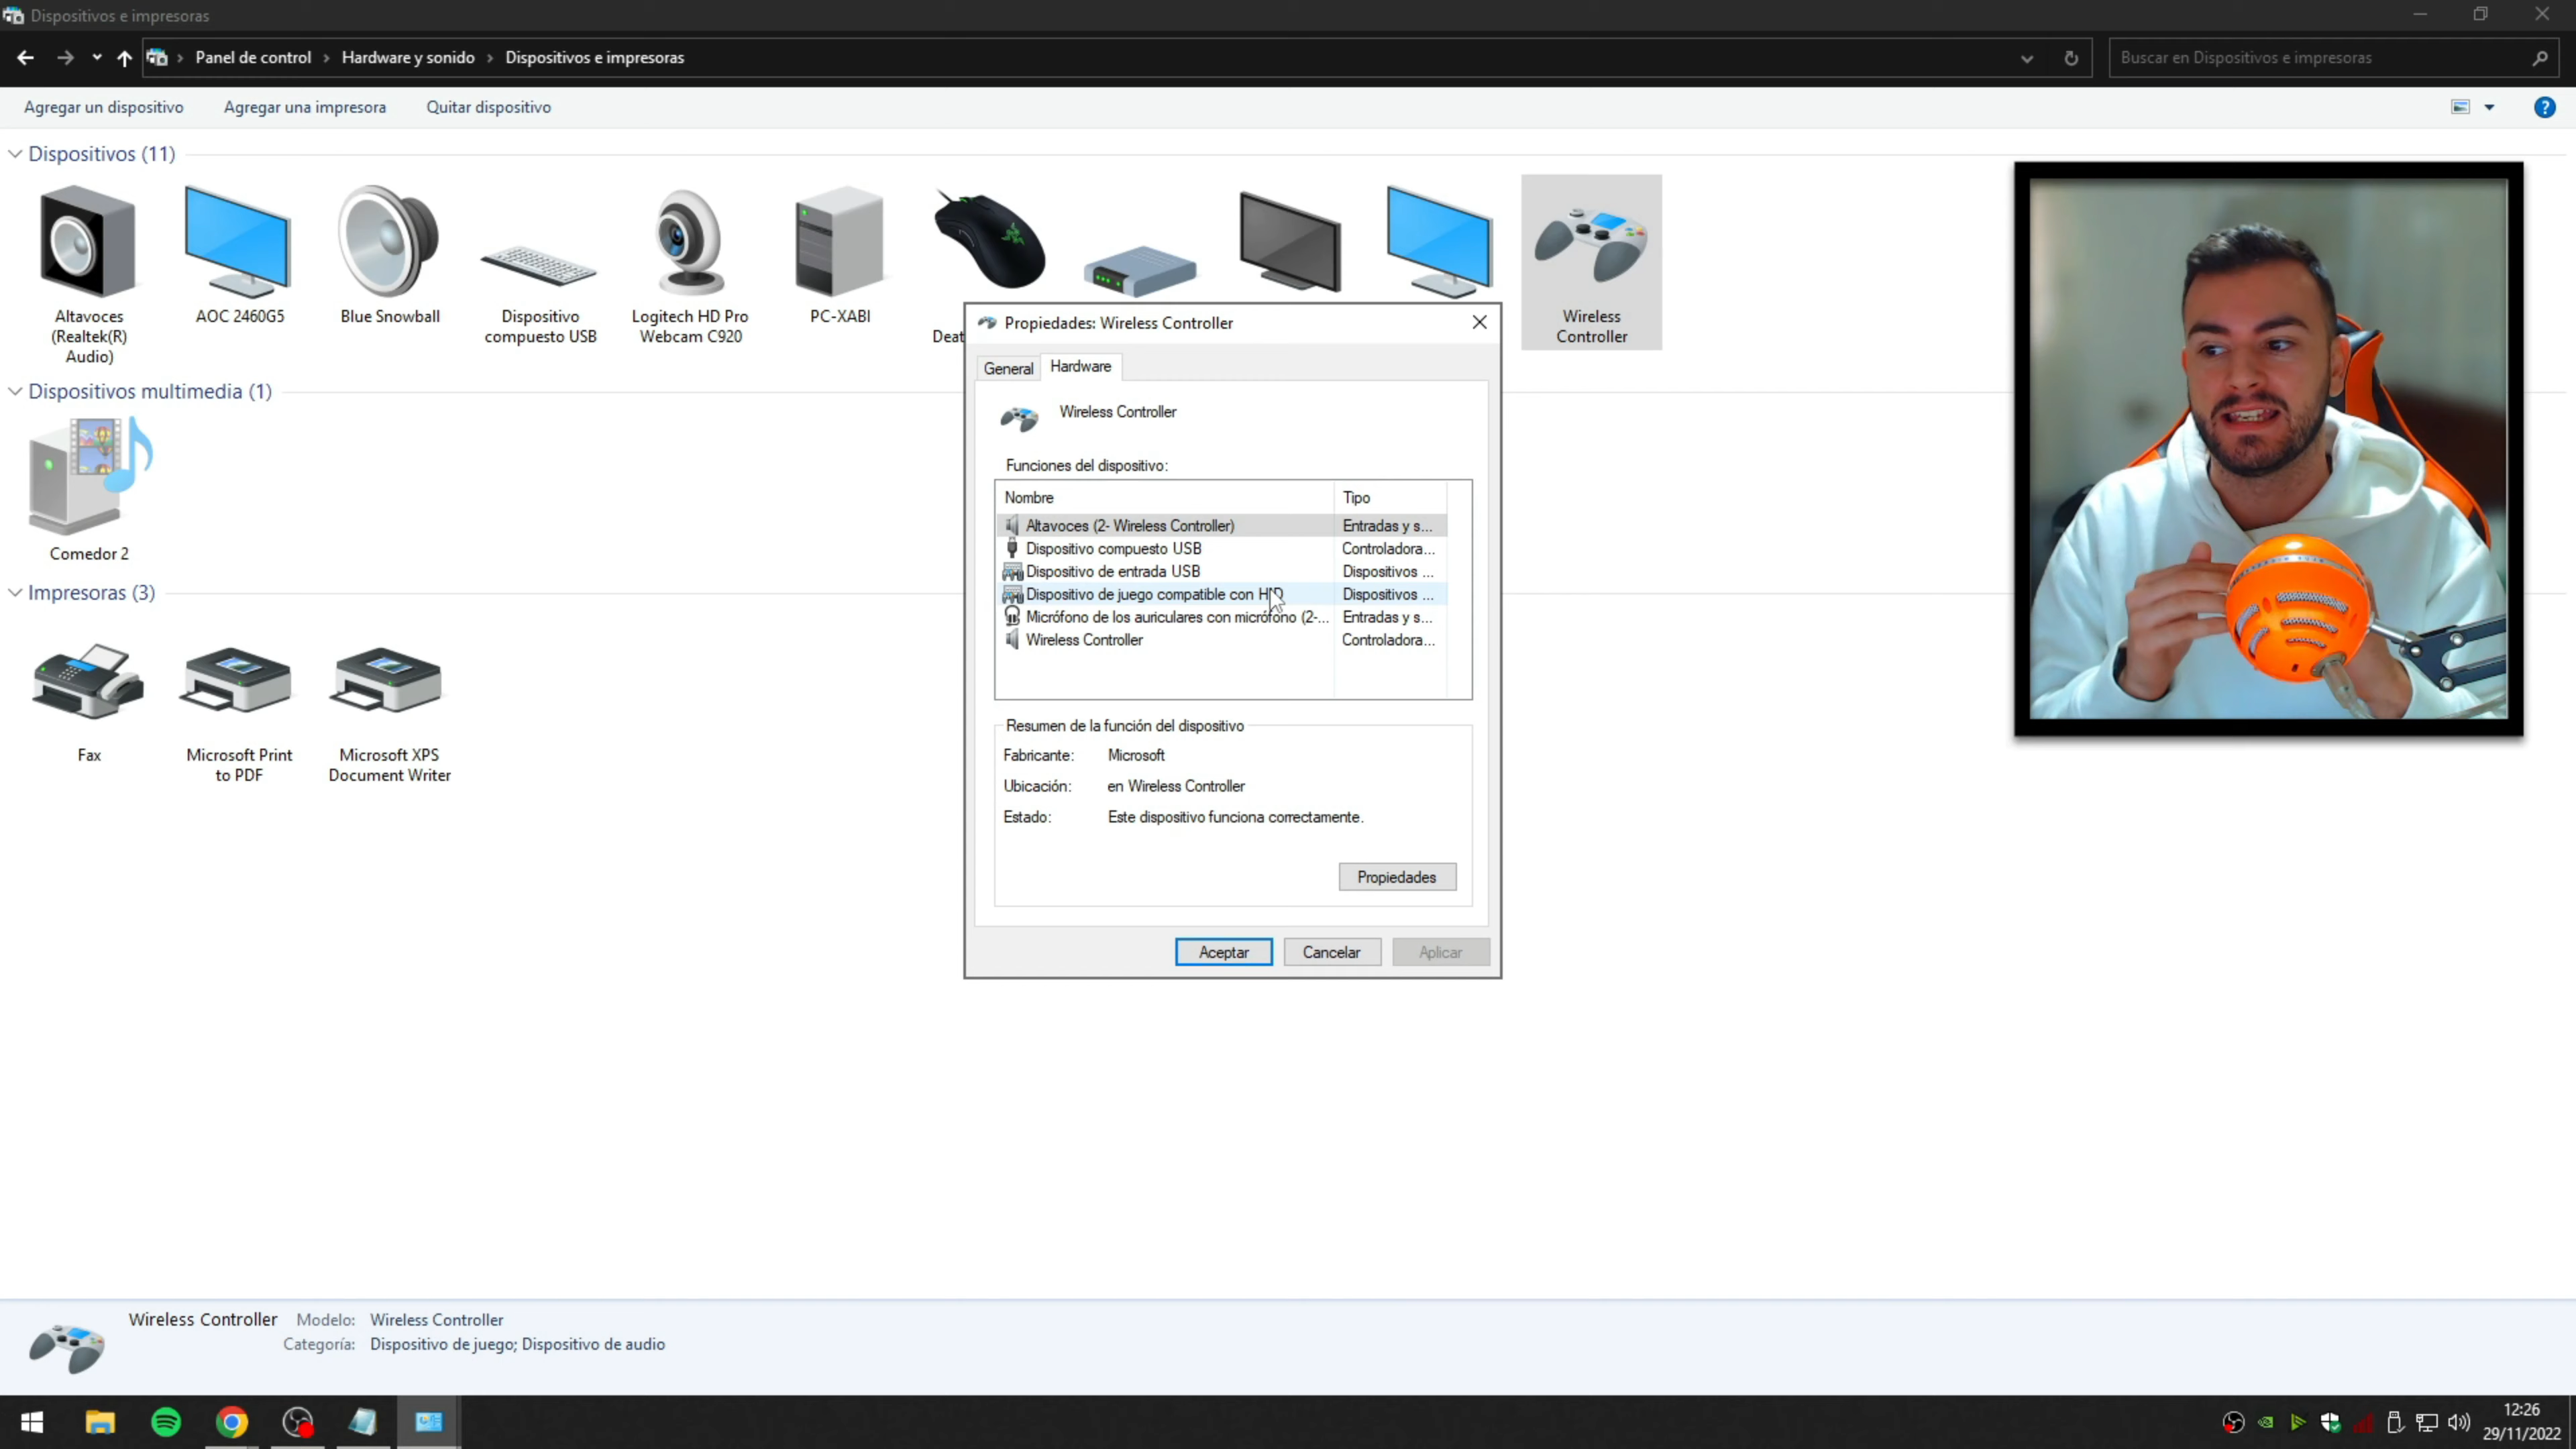 Dispositivos e impresoras
Panel de control
Hardware y sonido
Dispositivos e impresoras
Buscar en Dispositivos e impresoras
Agregar un dispositivo
Agregar una impresora
Quitar dispositivo
Dispositivos (11)
Altavoces
(Realtek(R)
Audio)
AOC 2460G5
Blue Snowball
Dispositivo
compuesto USB
Logitech HD Pro
Webcam C920
PC-XABI
Wireless
Controller
Dispositivos multimedia (1)
Comedor 2
Impresoras (3)
Fax
Microsoft Print
to PDF
Microsoft XPS
Document Writer
Propiedades: Wireless Controller
General
Hardware
Wireless Controller
Funciones del dispositivo:
Nombre
Tipo
Altavoces (2- Wireless Controller)
Entradas y s...
Dispositivo compuesto USB
Controladora...
Dispositivo de entrada USB
Dispositivos ...
Dispositivo de juego compatible con HID
Dispositivos ...
Micrófono de los auriculares con micrófono (2-...
Entradas y s...
Wireless Controller
Controladora...
Resumen de la función del dispositivo
Fabricante:
Microsoft
Ubicación:
en Wireless Controller
Estado:
Este dispositivo funciona correctamente.
Propiedades
Aceptar
Cancelar
Aplicar
Wireless Controller
Modelo:
Wireless Controller
Categoría:
Dispositivo de juego; Dispositivo de audio
12:26
29/11/2022